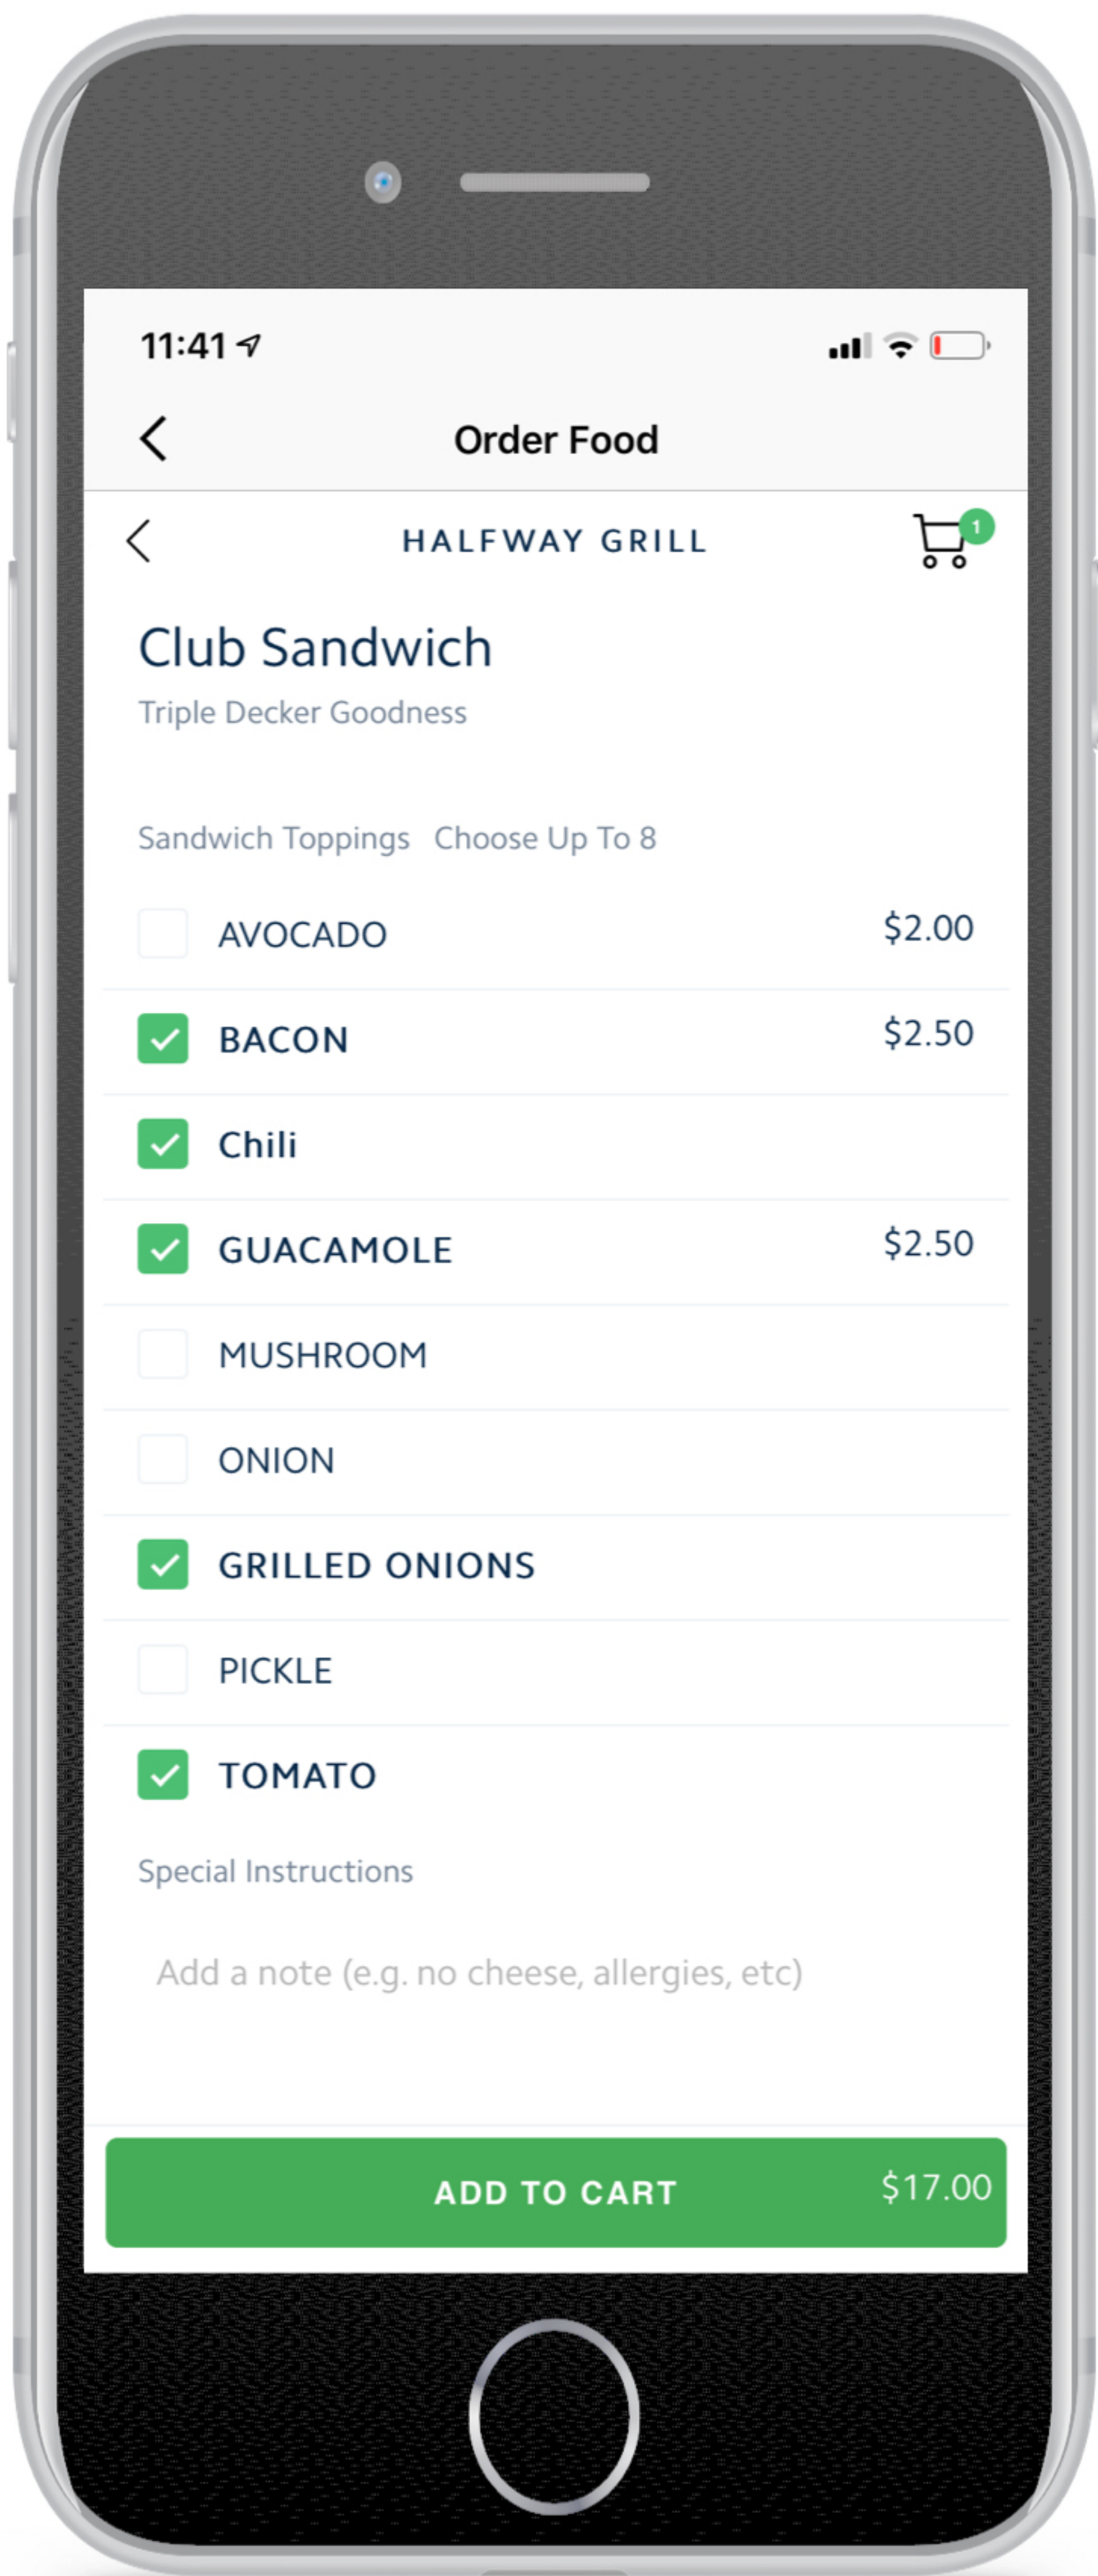 11:41
Order Food
HALFWAY GRILL 1
Club Sandwich
Triple Decker Goodness
Sandwich Toppings Choose Up To 8
AVOCADO $2.00
BACON $2.50
Chili
GUACAMOLE $2.50
MUSHROOM
ONION
GRILLED ONIONS
PICKLE
TOMATO
Special Instructions
Add a note (e.g. no cheese, allergies, etc)
ADD TO CART $17.00